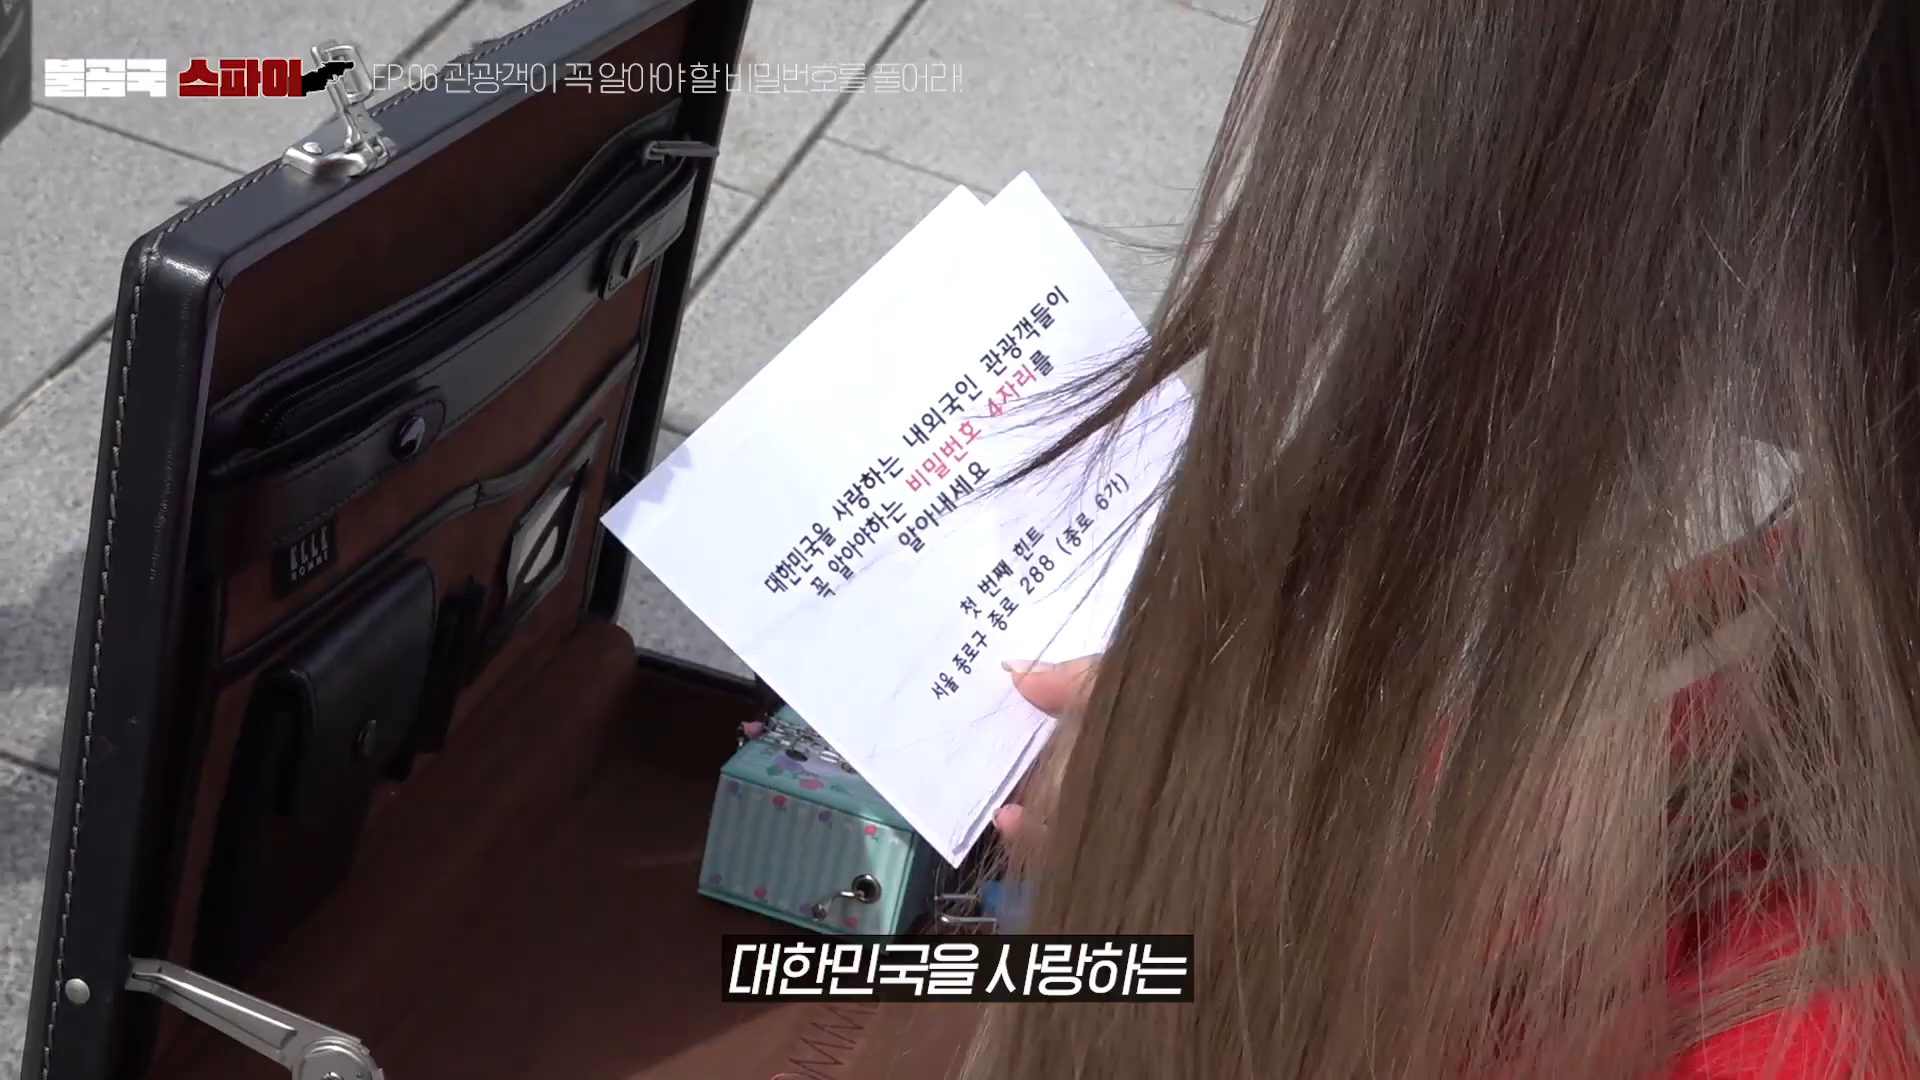 불곰국 스파이 EP.06 관광객이 꼭 알아야 할 비밀번호를 풀어라!
대한민국을 사랑하는 내외국인 관광객들이
꼭 알아야하는 비밀번호 4자리를
알아내세요
첫 번째 힌트
서울 종로구 종로 288 (종로 6가)
ELLE
HOMME
대한민국을 사랑하는